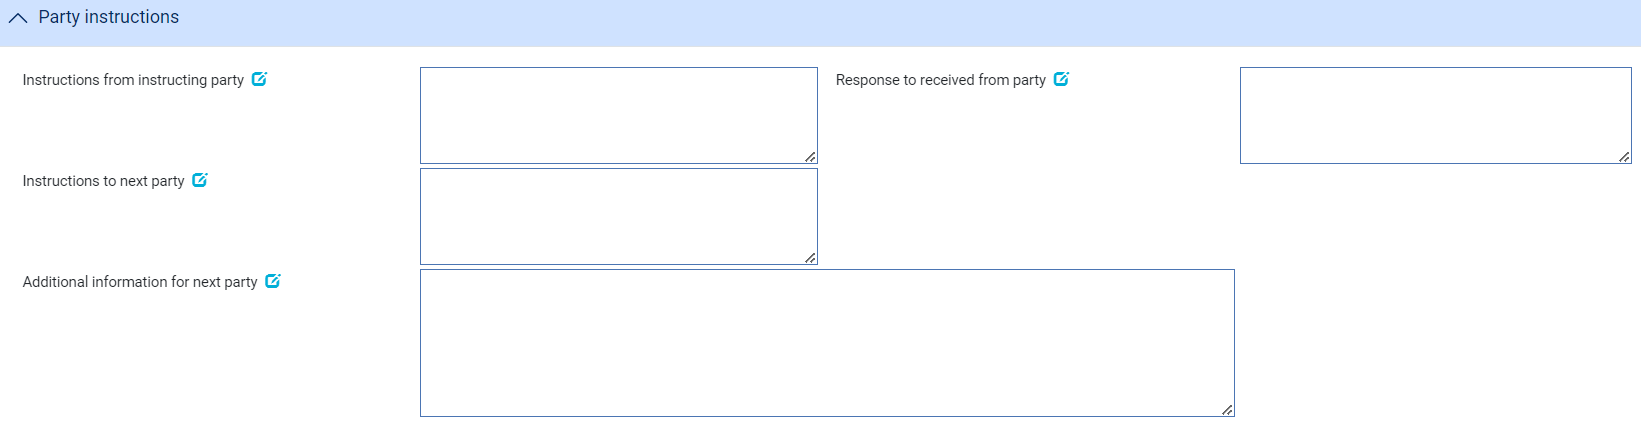 Party instructions
Instructions from instructing party
Response to received from party
Instructions to next party
Additional information for next party